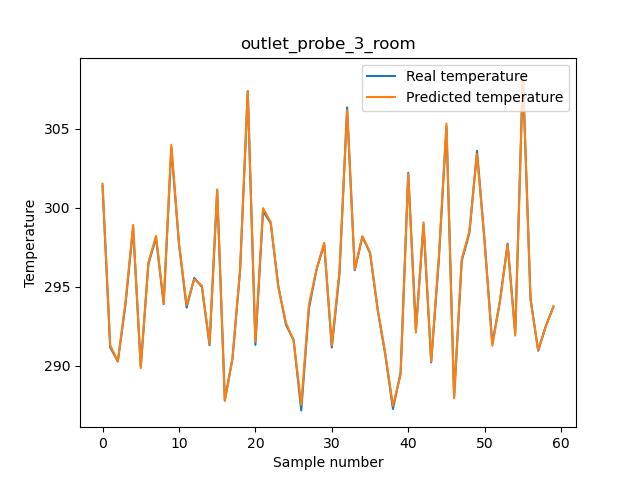 outlet_probe_3_room
Real temperature
Predicted temperature
Temperature
305
300
295
290
0 10 20 30 40 50 60
Sample number